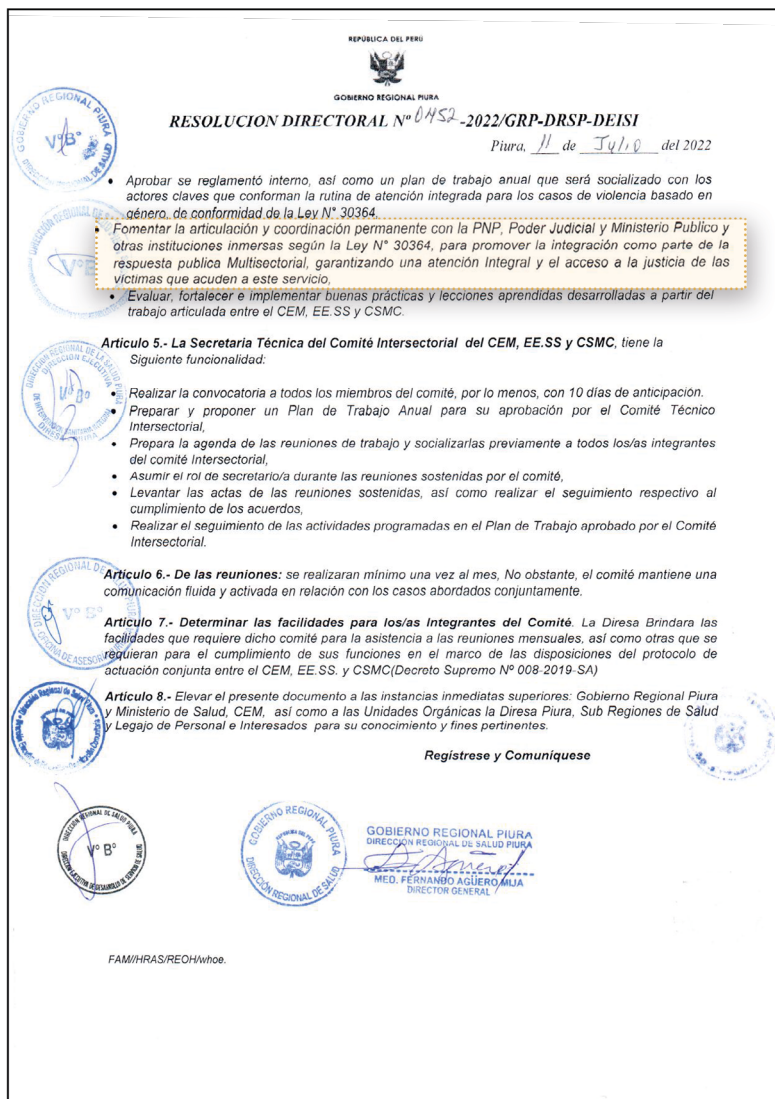 REPÚBLICA DEL PERÚ
GOBIERNO REGIONAL PIURA
RESOLUCION DIRECTORAL Nº 0452-2022/GRP-DRSP-DEISI
Piura, 11 de Julio del 2022
• Aprobar se reglamentó interno, así como un plan de trabajo anual que será socializado con los
actores claves que conforman la rutina de atención integrada para los casos de violencia basado en
género, de conformidad de la Ley N° 30364.
• Fomentar la articulación y coordinación permanente con la PNP, Poder Judicial y Ministerio Publico y
otras instituciones inmersas según la Ley N° 30364, para promover la integración como parte de la
respuesta publica Multisectorial, garantizando una atención Integral y el acceso a la justicia de las
víctimas que acuden a este servicio,
• Evaluar, fortalecer e implementar buenas prácticas y lecciones aprendidas desarrolladas a partir del
trabajo articulada entre el CEM, EE.SS y CSMC.
Artículo 5.- La Secretaria Técnica del Comité Intersectorial del CEM, EE.SS y CSMC, tiene la
Siguiente funcionalidad:
• Realizar la convocatoria a todos los miembros del comité, por lo menos, con 10 días de anticipación.
• Preparar y proponer un Plan de Trabajo Anual para su aprobación por el Comité Técnico
Intersectorial,
• Prepara la agenda de las reuniones de trabajo y socializarlas previamente a todos los/as integrantes
del comité Intersectorial,
• Asumir el rol de secretario/a durante las reuniones sostenidas por el comité,
• Levantar las actas de las reuniones sostenidas, así como realizar el seguimiento respectivo al
cumplimiento de los acuerdos,
• Realizar el seguimiento de las actividades programadas en el Plan de Trabajo aprobado por el Comité
Intersectorial.
Artículo 6.- De las reuniones: se realizaran mínimo una vez al mes, No obstante, el comité mantiene una
comunicación fluida y activada en relación con los casos abordados conjuntamente.
Artículo 7.- Determinar las facilidades para los/as Integrantes del Comité. La Diresa Brindara las
facilidades que requiere dicho comité para la asistencia a las reuniones mensuales, así como otras que se
requieran para el cumplimiento de sus funciones en el marco de las disposiciones del protocolo de
actuación conjunta entre el CEM, EE.SS. y CSMC(Decreto Supremo Nº 008-2019-SA)
Artículo 8.- Elevar el presente documento a las instancias inmediatas superiores: Gobierno Regional Piura
y Ministerio de Salud, CEM, así como a las Unidades Orgánicas la Diresa Piura, Sub Regiones de Salud
y Legajo de Personal e Interesados para su conocimiento y fines pertinentes.
Regístrese y Comuníquese
VºBº
GOBIERNO REGIONAL PIURA
DIRECCIÓN REGIONAL DE SALUD
GOBIERNO REGIONAL PIURA
DIRECCIÓN REGIONAL DE SALUD PIURA
MED. FERNANDO AGÜERO MIJA
DIRECTOR GENERAL
FAM//HRAS/REOH/whoe.